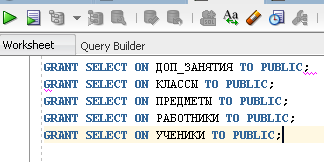 Aa
Worksheet Query Builder
GRANT SELECT ON ДОП_ЗАНЯТИЯ TO PUBLIC;
GRANT SELECT ON КЛАССЫ TO PUBLIC;
GRANT SELECT ON ПРЕДМЕТЫ TO PUBLIC;
GRANT SELECT ON РАБОТНИКИ TO PUBLIC;
GRANT SELECT ON УЧЕНИКИ TO PUBLIC;